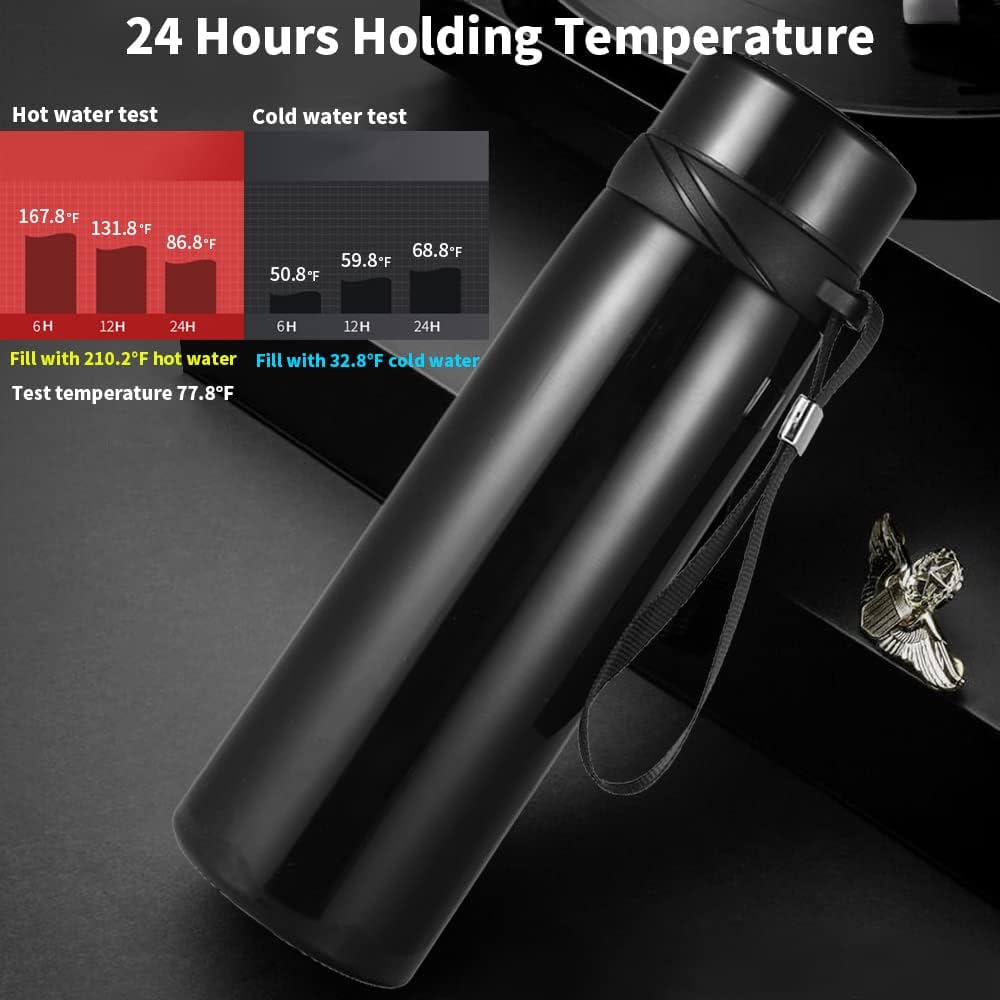 24 Hours Holding Temperature
Hot water test
Cold water test
167.8°F
131.8°F
86.8°F
50.8°F
59.8°F
68.8°F
6H
12H
24H
6H
12H
24H
Fill with 210.2°F hot water
Fill with 32.8°F cold water
Test temperature 77.8°F